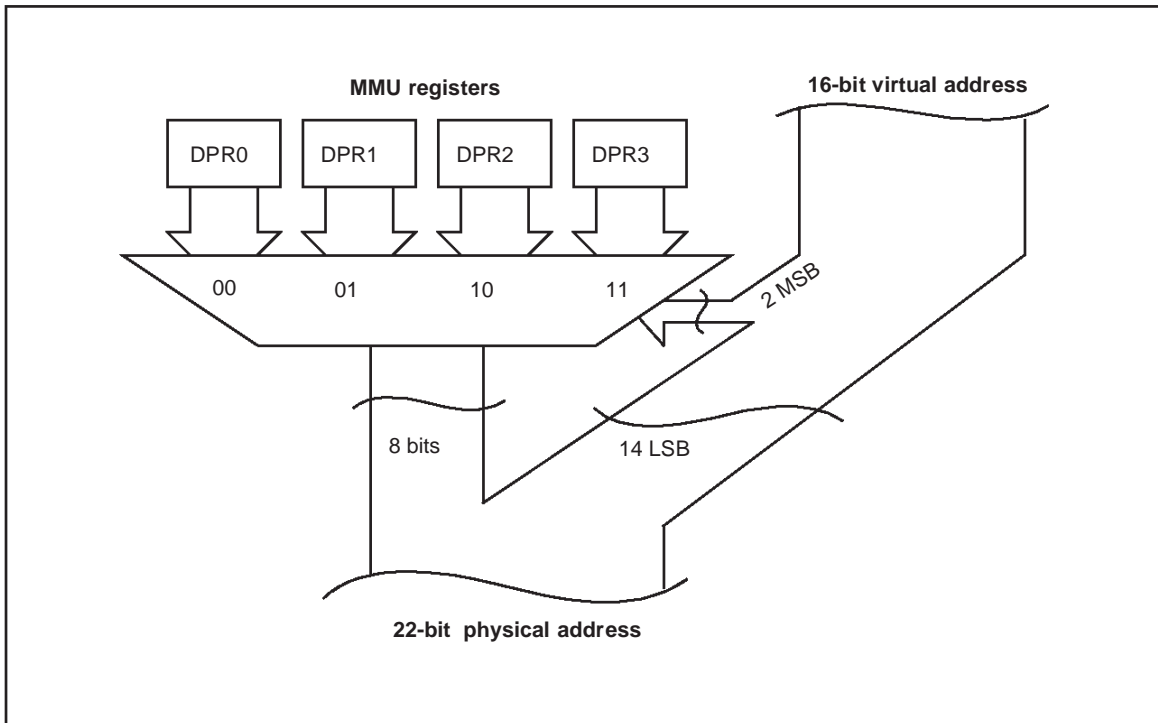 MMU registers
16-bit virtual address
DPR0
DPR1
DPR2
DPR3
00
01
10
11
2 MSB
8 bits
14 LSB
22-bit physical address